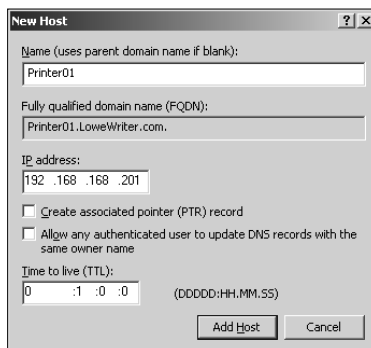 New Host
Name (uses parent domain name if blank):
Printer01
Fully qualified domain name (FQDN):
Printer01.LoweWriter.com.
IP address:
192 .168 .168 .201
Create associated pointer (PTR) record
Allow any authenticated user to update DNS records with the
same owner name
Time to live (TTL):
0 :1 :0 :0 (DDDDD:HH.MM.SS)
Add Host Cancel